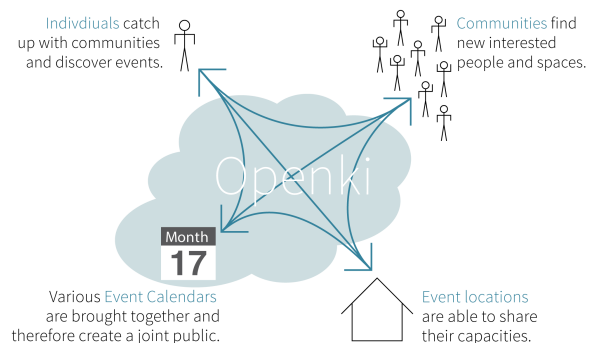 Indivdiuals catch
up with communities
and discover events.
Communities find
new interested
people and spaces.
Openki
Month
17
Various Event Calendars
are brought together and
therefore create a joint public.
Event locations
are able to share
their capacities.